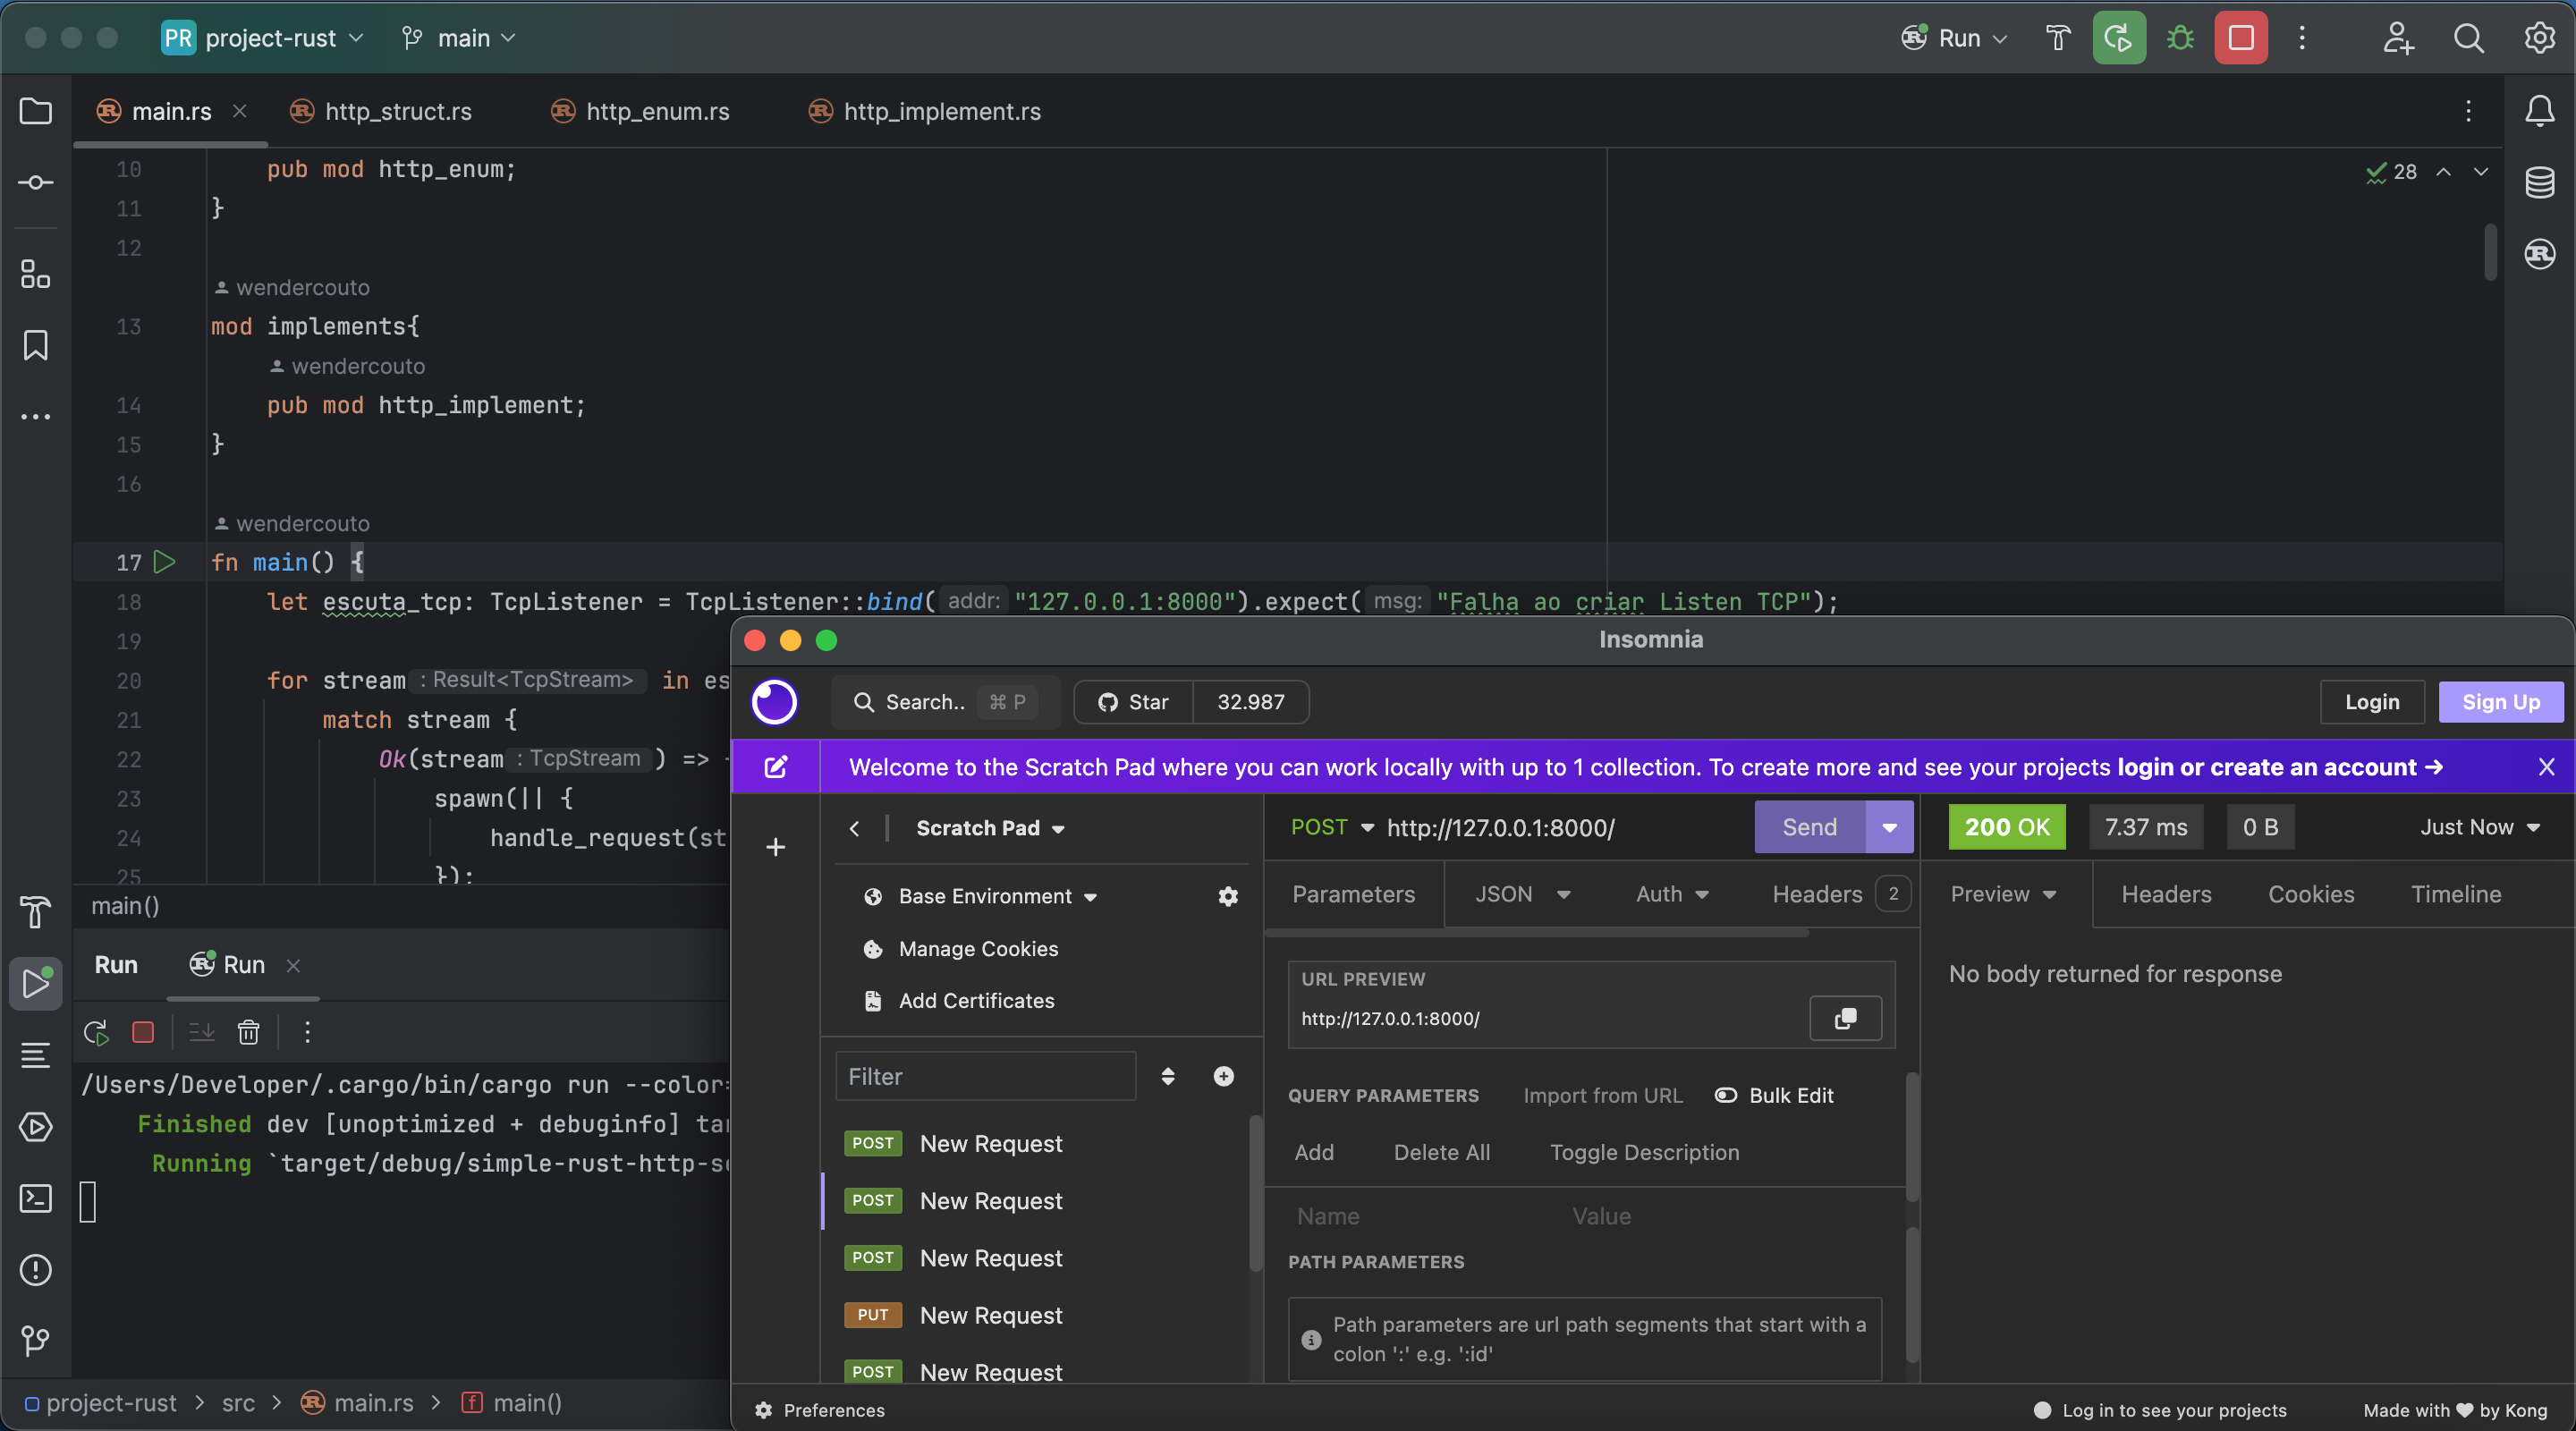 PR project-rust main Run
main.rs http_struct.rs http_enum.rs http_implement.rs
28
10 pub mod http_enum;
11 }
12
wendercouto
13 mod implements{
wendercouto
14 pub mod http_implement;
15 }
16
wendercouto
17 fn main() {
18 let escuta_tcp: TcpListener = TcpListener::bind( addr: "127.0.0.1:8000").expect( msg: "Falha ao criar Listen TCP");
19
20 for stream : Result<TcpStream> in es
21 match stream {
22 Ok(stream : TcpStream ) =>
23 spawn(|| {
24 handle_request(st
25 });
main()
Run Run
/Users/Developer/.cargo/bin/cargo run --color=
Finished dev [unoptimized + debuginfo] tar
Running `target/debug/simple-rust-http-se
project-rust > src > main.rs > f main()
Insomnia
Search.. ⌘ P Star 32.987 Login Sign Up
Welcome to the Scratch Pad where you can work locally with up to 1 collection. To create more and see your projects login or create an account → X
Scratch Pad
Base Environment
Manage Cookies
Add Certificates
Filter
POST New Request
POST New Request
POST New Request
PUT New Request
POST New Request
POST http://127.0.0.1:8000/ Send
Parameters JSON Auth Headers 2
URL PREVIEW
http://127.0.0.1:8000/
QUERY PARAMETERS Import from URL Bulk Edit
Add Delete All Toggle Description
Name Value
PATH PARAMETERS
Path parameters are url path segments that start with a
colon ':' e.g. ':id'
200 OK 7.37 ms 0 B Just Now
Preview Headers Cookies Timeline
No body returned for response
Preferences
Log in to see your projects
Made with ♥ by Kong